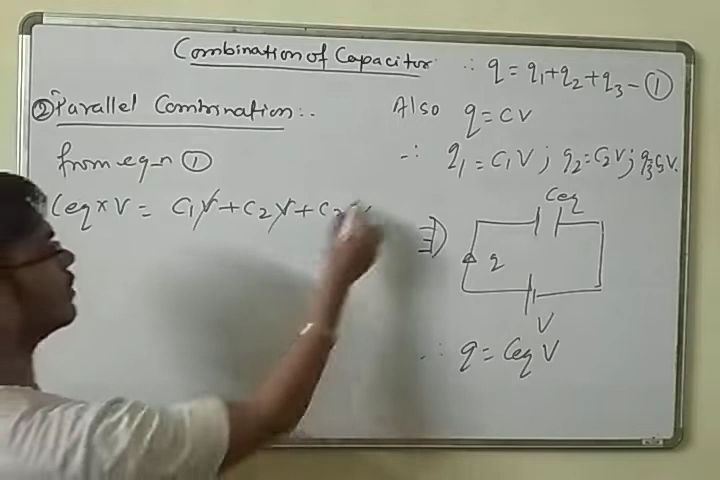 Combination of Capacitor
② Parallel Combination:-
from eqn ①
Ceq × V = C₁V + C₂V + C₃
∴ q = q₁+q₂+q₃ - ①
Also q = CV
∴ q₁ = C₁V ; q₂ = C₂V ; q₃ = C₃V.
Ceq
q
V
∴ q = Ceq V